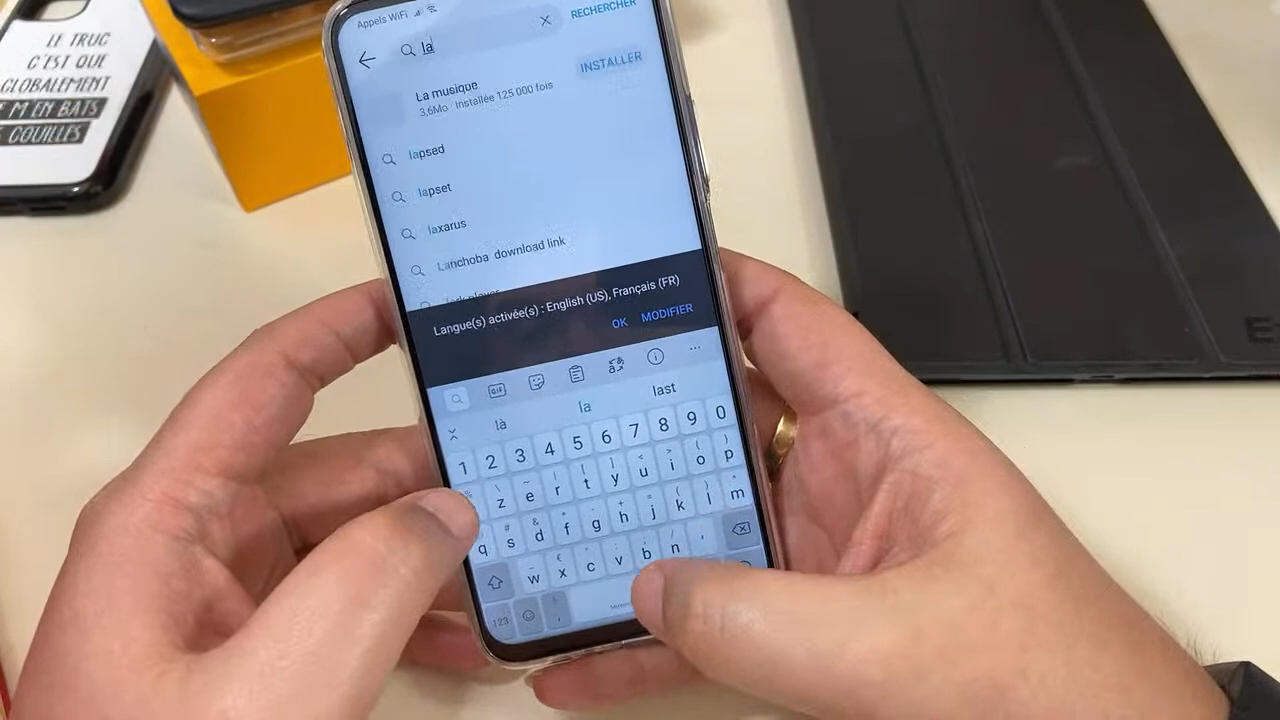 LE TRUC
C'EST QUE
GLOBALEMENT
M EN BATS
COUILLES
Appels WiFi
la
RECHERCHER
La musique
3,6Mo · Installée 125 000 fois
INSTALLER
lapsed
lapset
laxarus
Lanchoba download link
Langue(s) activée(s) : English (US), Français (FR)
OK MODIFIER
GIF
là la last
1 2 3 4 5 6 7 8 9 0
z e r t y u i o p
q s d f g h j k l m
w x c v b n '
123 ,
E